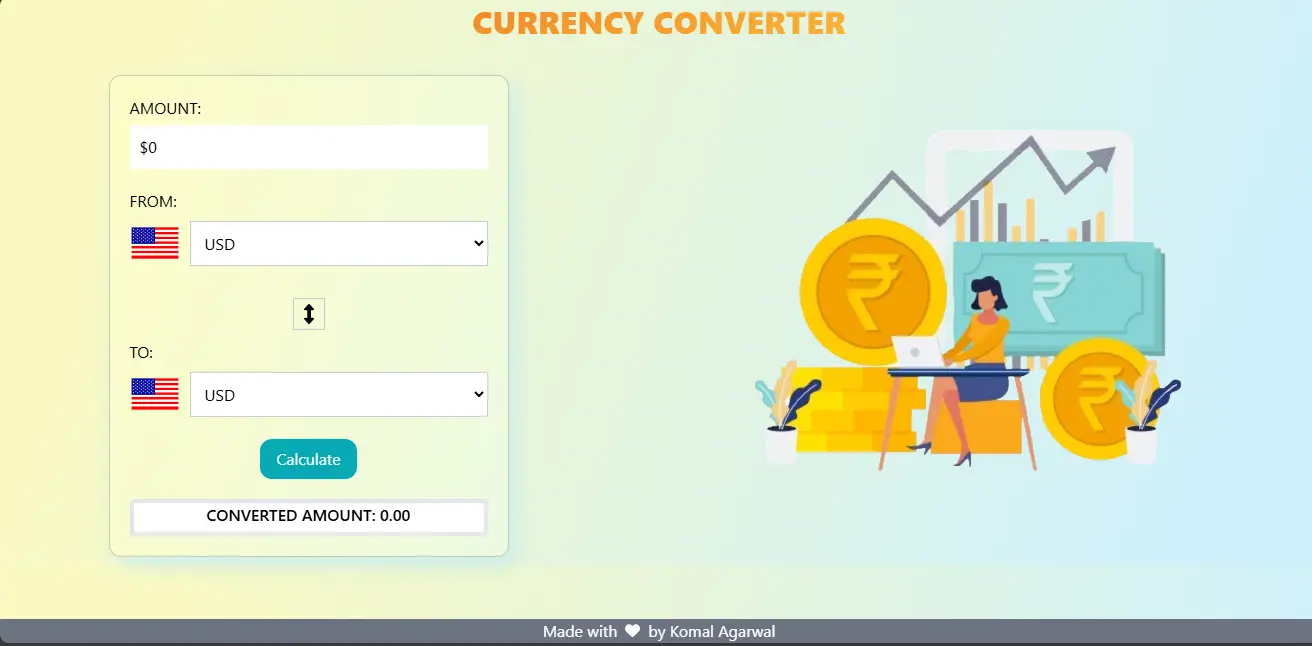 CURRENCY CONVERTER
AMOUNT:
$0
FROM:
USD
TO:
USD
Calculate
CONVERTED AMOUNT: 0.00
₹
₹
₹
Made with ♥ by Komal Agarwal